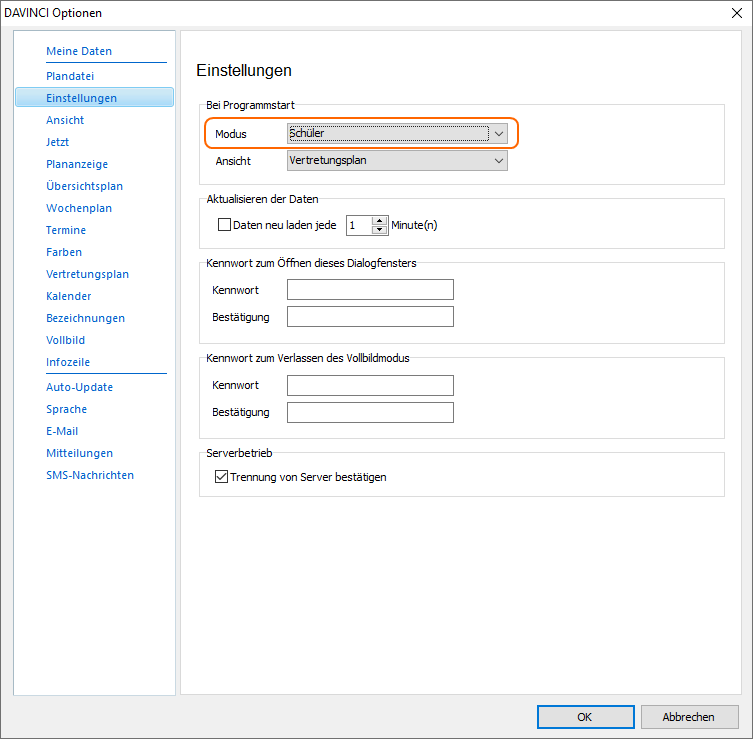 DAVINCI Optionen
Meine Daten
Plandatei
Einstellungen
Ansicht
Jetzt
Plananzeige
Übersichtsplan
Wochenplan
Termine
Farben
Vertretungsplan
Kalender
Bezeichnungen
Vollbild
Infozeile
Auto-Update
Sprache
E-Mail
Mitteilungen
SMS-Nachrichten
Einstellungen
Bei Programmstart
Modus Schüler
Ansicht Vertretungsplan
Aktualisieren der Daten
Daten neu laden jede 1 Minute(n)
Kennwort zum Öffnen dieses Dialogfensters
Kennwort
Bestätigung
Kennwort zum Verlassen des Vollbildmodus
Kennwort
Bestätigung
Serverbetrieb
Trennung von Server bestätigen
OK Abbrechen